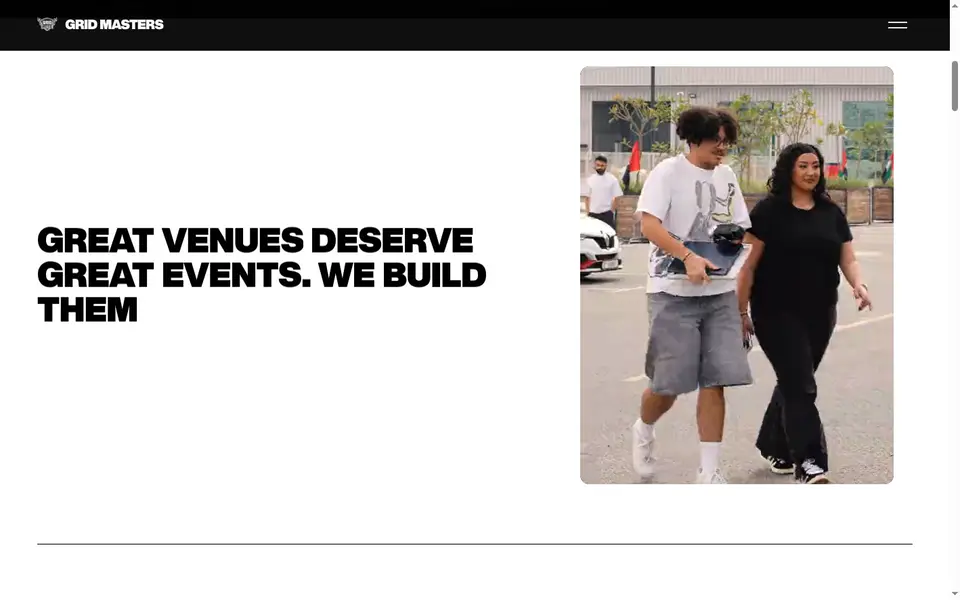 GRID MASTERS
GREAT VENUES DESERVE
GREAT EVENTS. WE BUILD
THEM